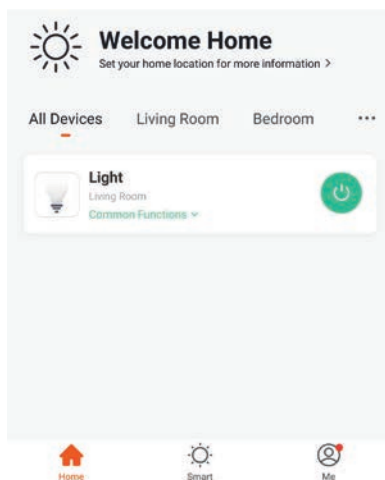 Welcome Home
Set your home location for more information >
All Devices Living Room Bedroom ...
Light
Living Room
Common Functions
Home Smart Me